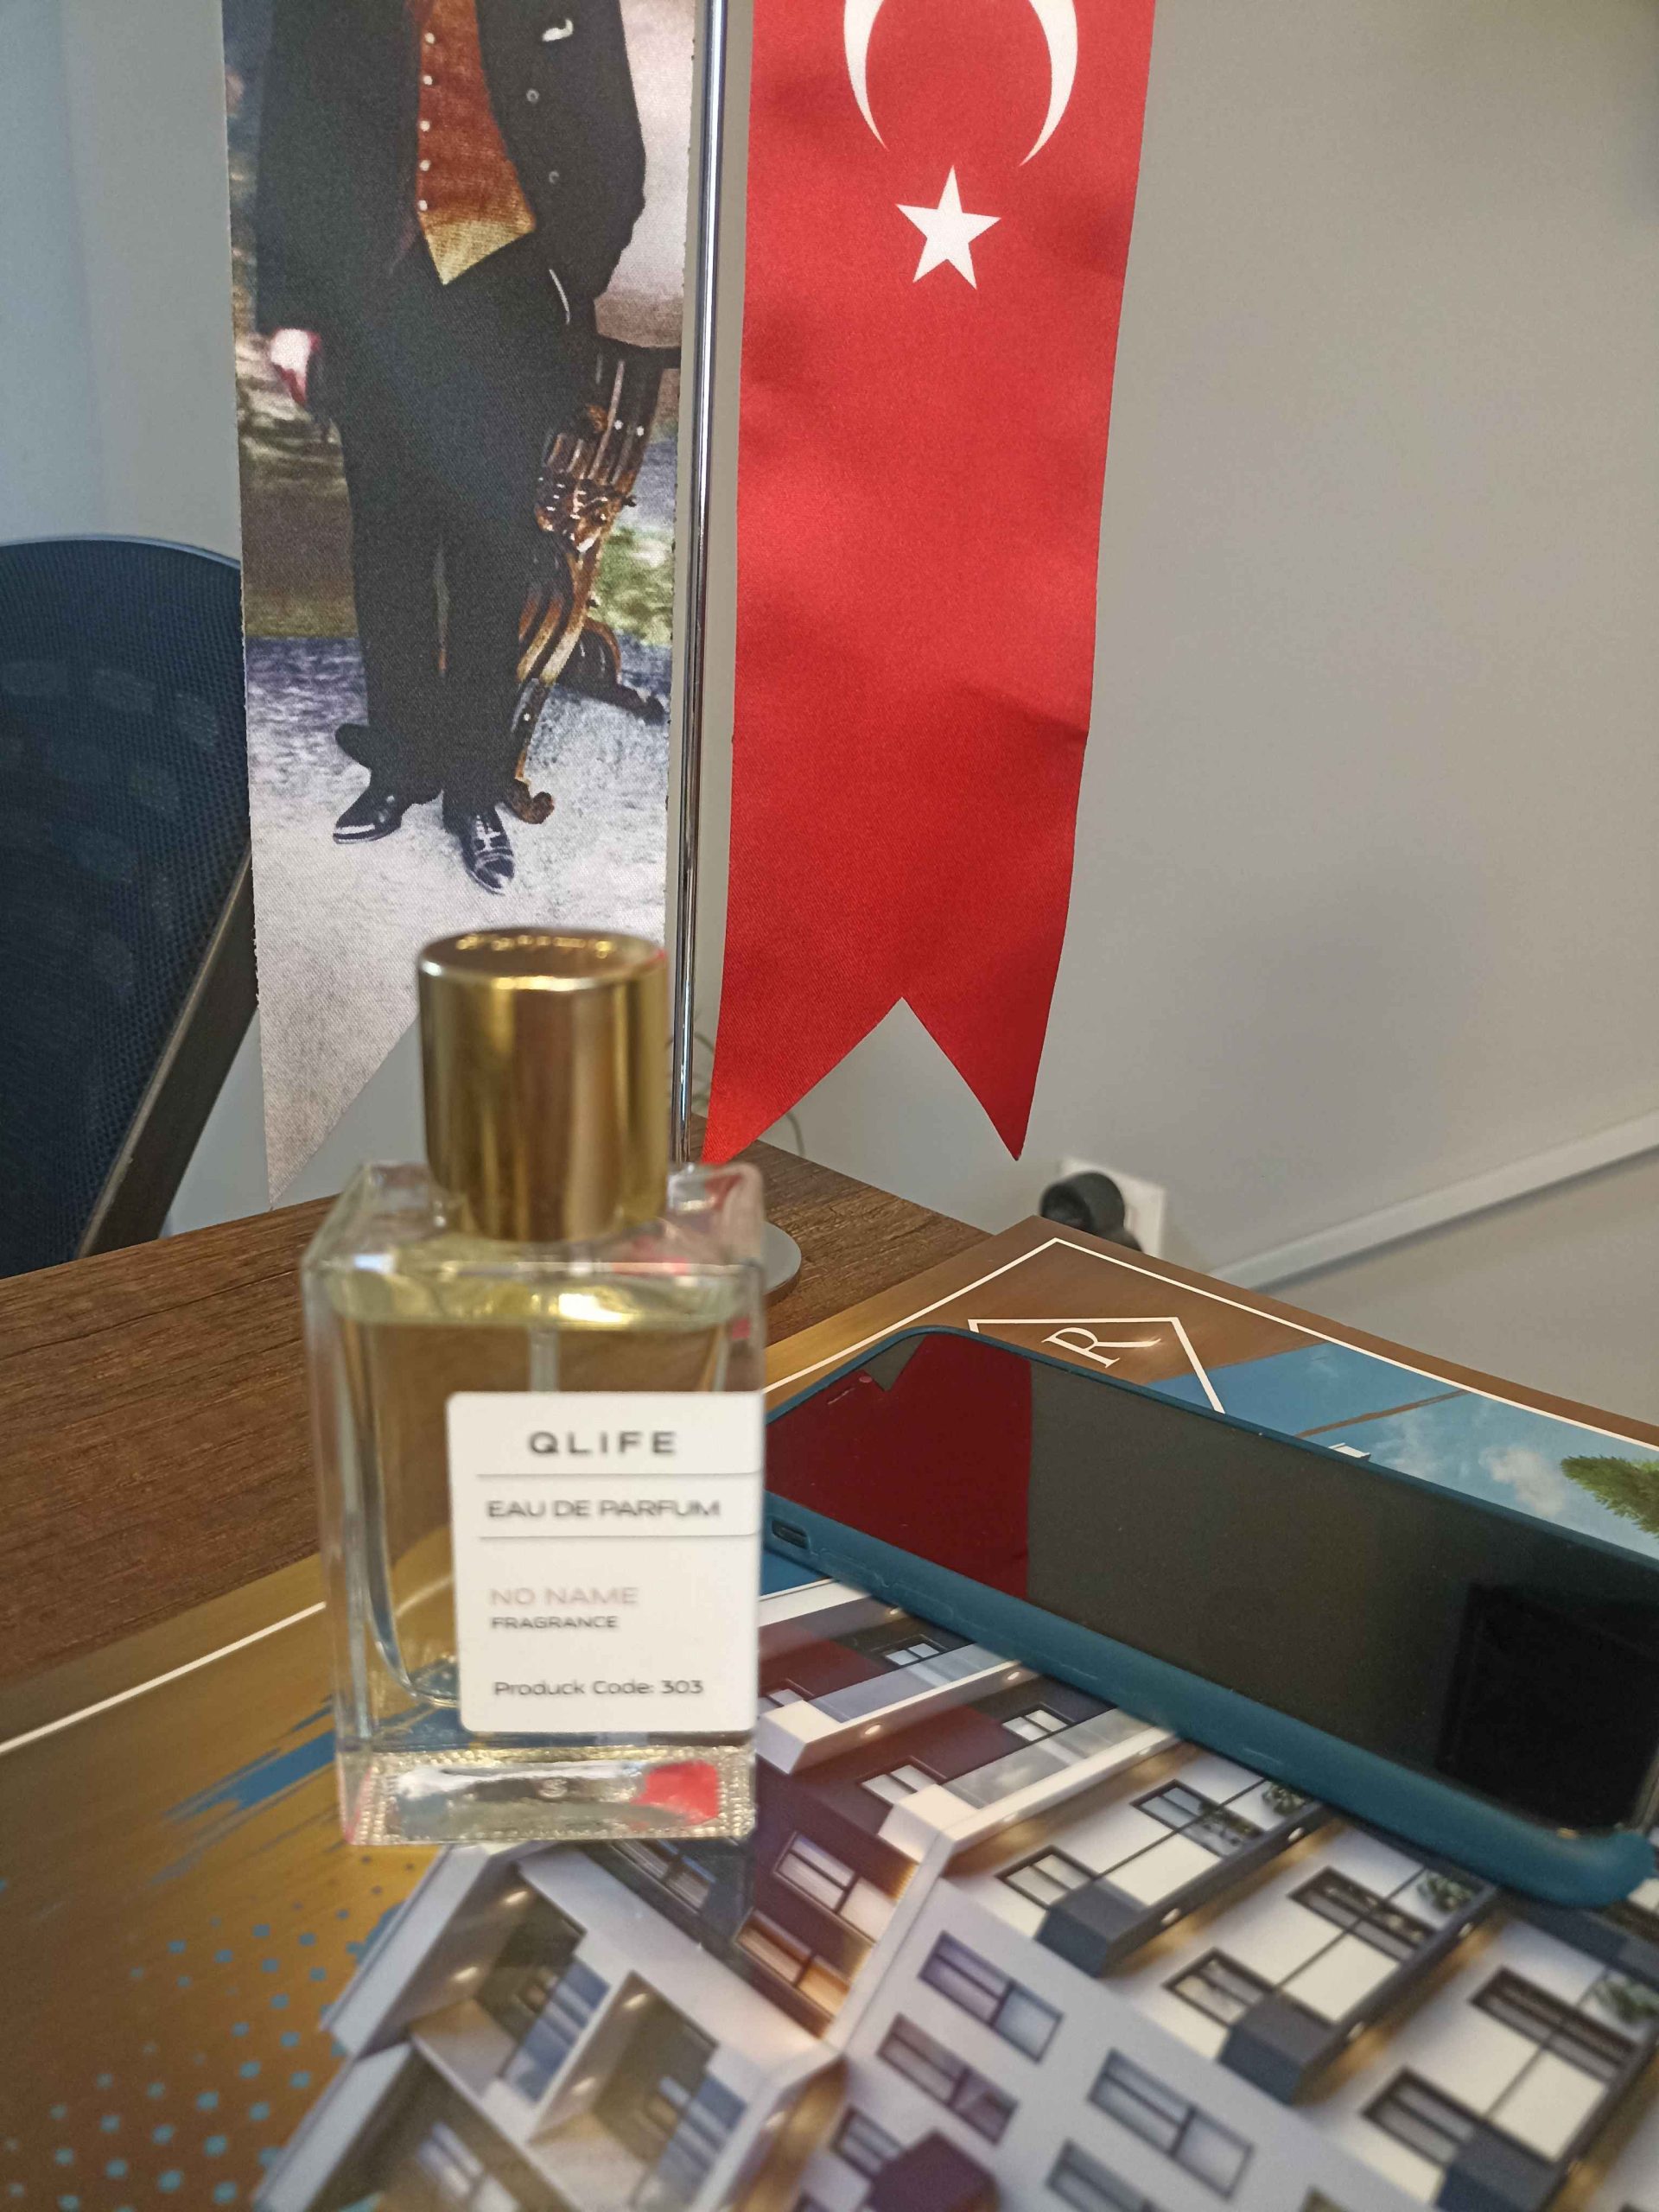 QLIFE
EAU DE PARFUM
NO NAME
FRAGRANCE
Produck Code: 303
R